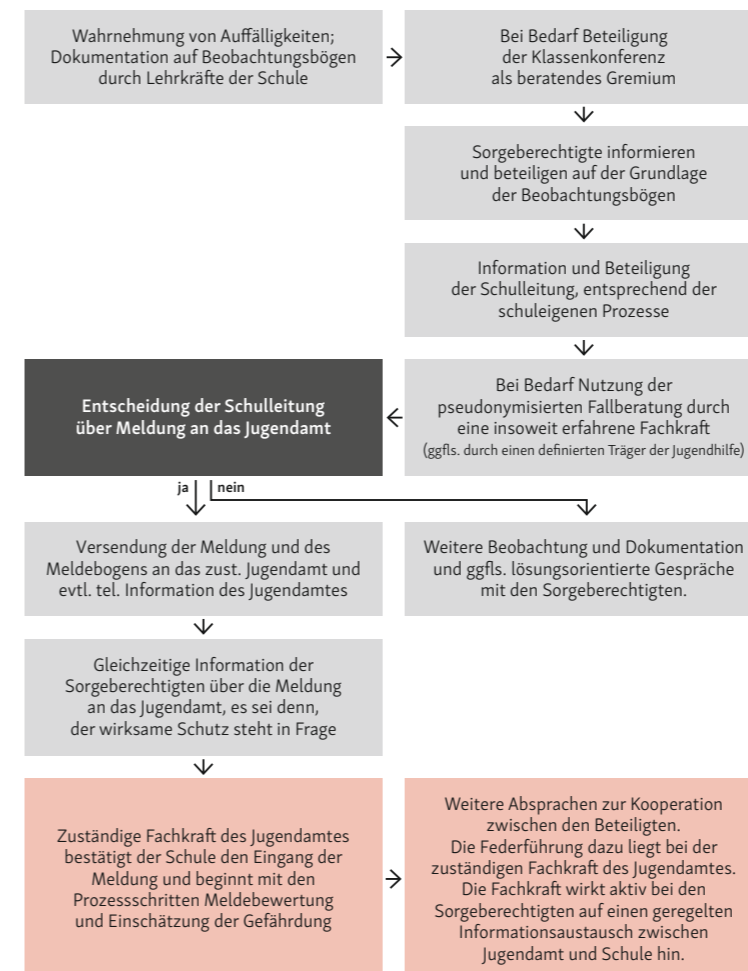 Wahrnehmung von Auffälligkeiten;
Dokumentation auf Beobachtungsbögen
durch Lehrkräfte der Schule
Bei Bedarf Beteiligung
der Klassenkonferenz
als beratendes Gremium
Sorgeberechtigte informieren
und beteiligen auf der Grundlage
der Beobachtungsbögen
Information und Beteiligung
der Schulleitung, entsprechend der
schuleigenen Prozesse
Bei Bedarf Nutzung der
pseudonymisierten Fallberatung durch
eine insoweit erfahrene Fachkraft
(ggfls. durch einen definierten Träger der Jugendhilfe)
Entscheidung der Schulleitung
über Meldung an das Jugendamt
ja
nein
Versendung der Meldung und des
Meldebogens an das zust. Jugendamt und
evtl. tel. Information des Jugendamtes
Weitere Beobachtung und Dokumentation
und ggfls. lösungsorientierte Gespräche
mit den Sorgeberechtigten.
Gleichzeitige Information der
Sorgeberechtigten über die Meldung
an das Jugendamt, es sei denn,
der wirksame Schutz steht in Frage
Zuständige Fachkraft des Jugendamtes
bestätigt der Schule den Eingang der
Meldung und beginnt mit den
Prozessschritten Meldebewertung
und Einschätzung der Gefährdung
Weitere Absprachen zur Kooperation
zwischen den Beteiligten.
Die Federführung dazu liegt bei der
zuständigen Fachkraft des Jugendamtes.
Die Fachkraft wirkt aktiv bei den
Sorgeberechtigten auf einen geregelten
Informationsaustausch zwischen
Jugendamt und Schule hin.